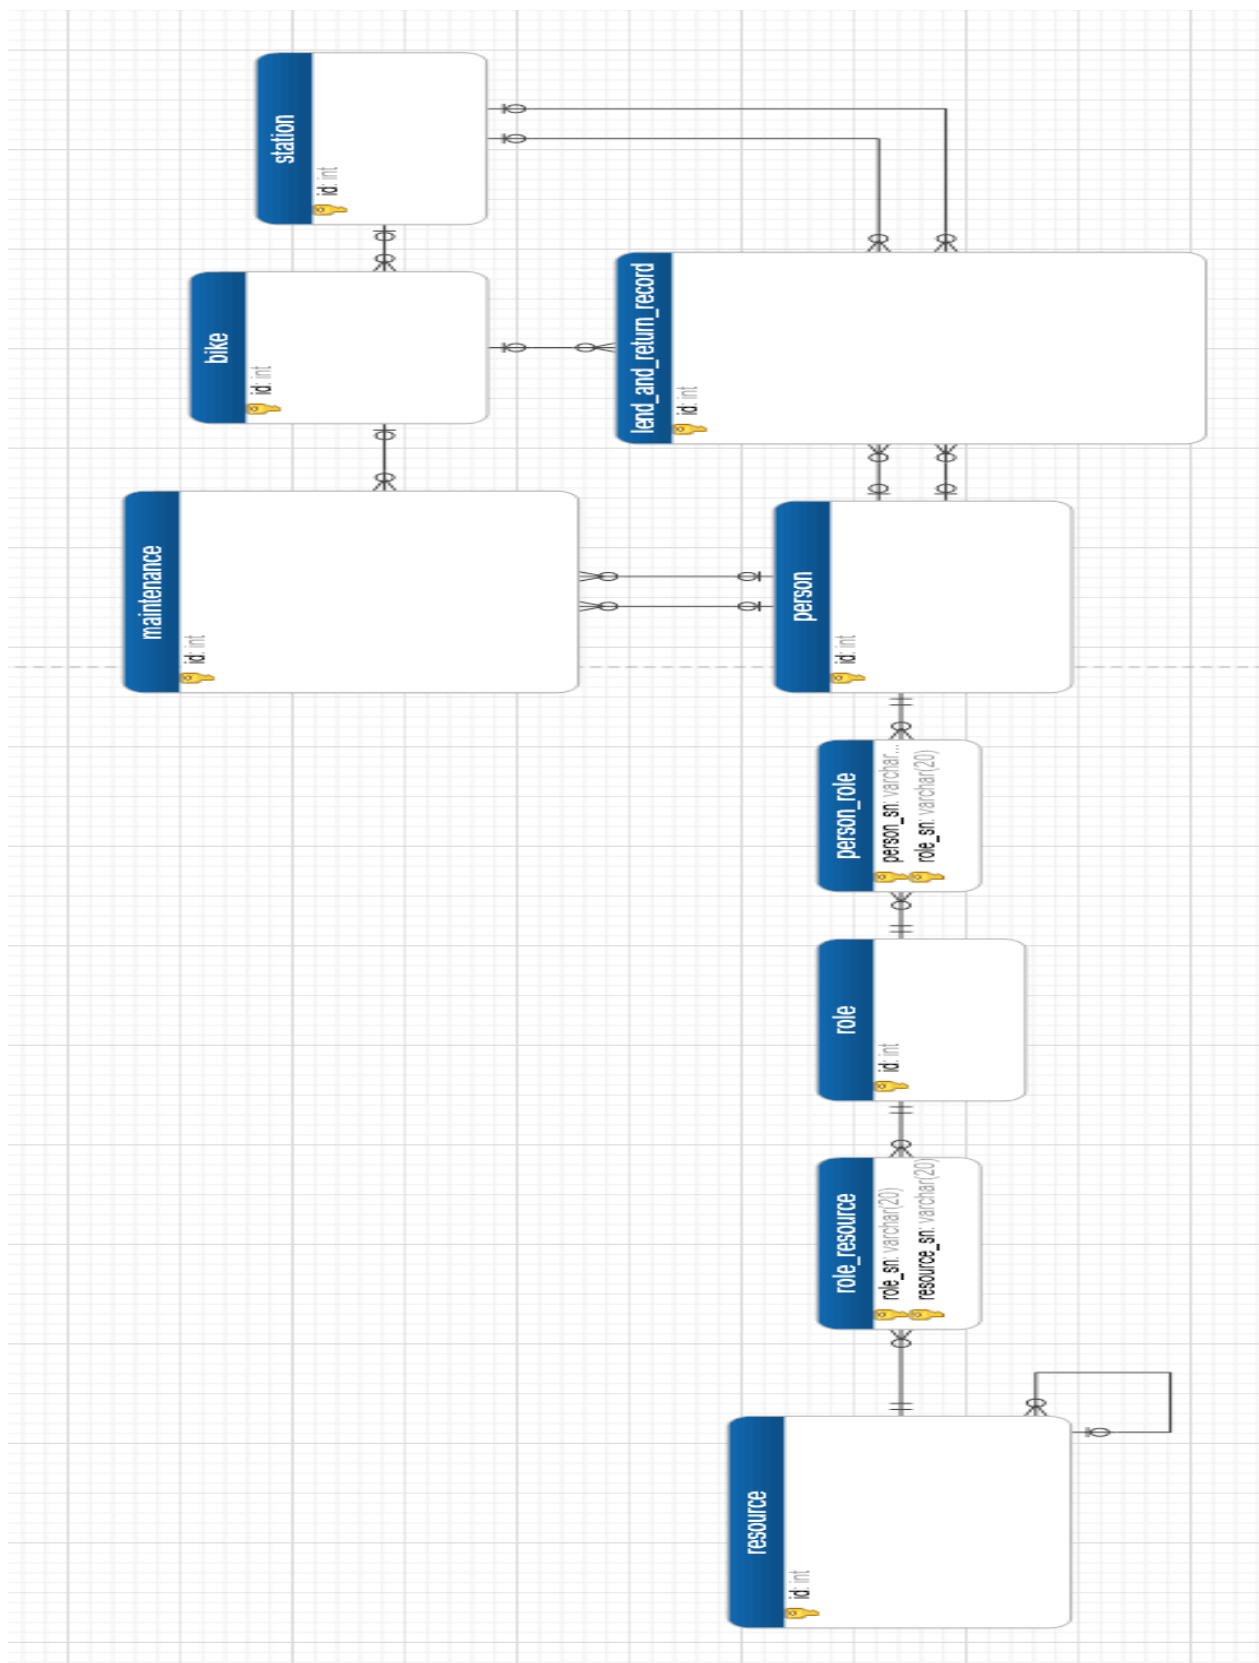 station
id: int
bike
id: int
lend_and_return_record
id: int
maintenance
id: int
person
id: int
person_role
person_sn: varchar...
role_sn: varchar(20)
role
id: int
role_resource
role_sn: varchar(20)
resource_sn: varchar(20)
resource
id: int